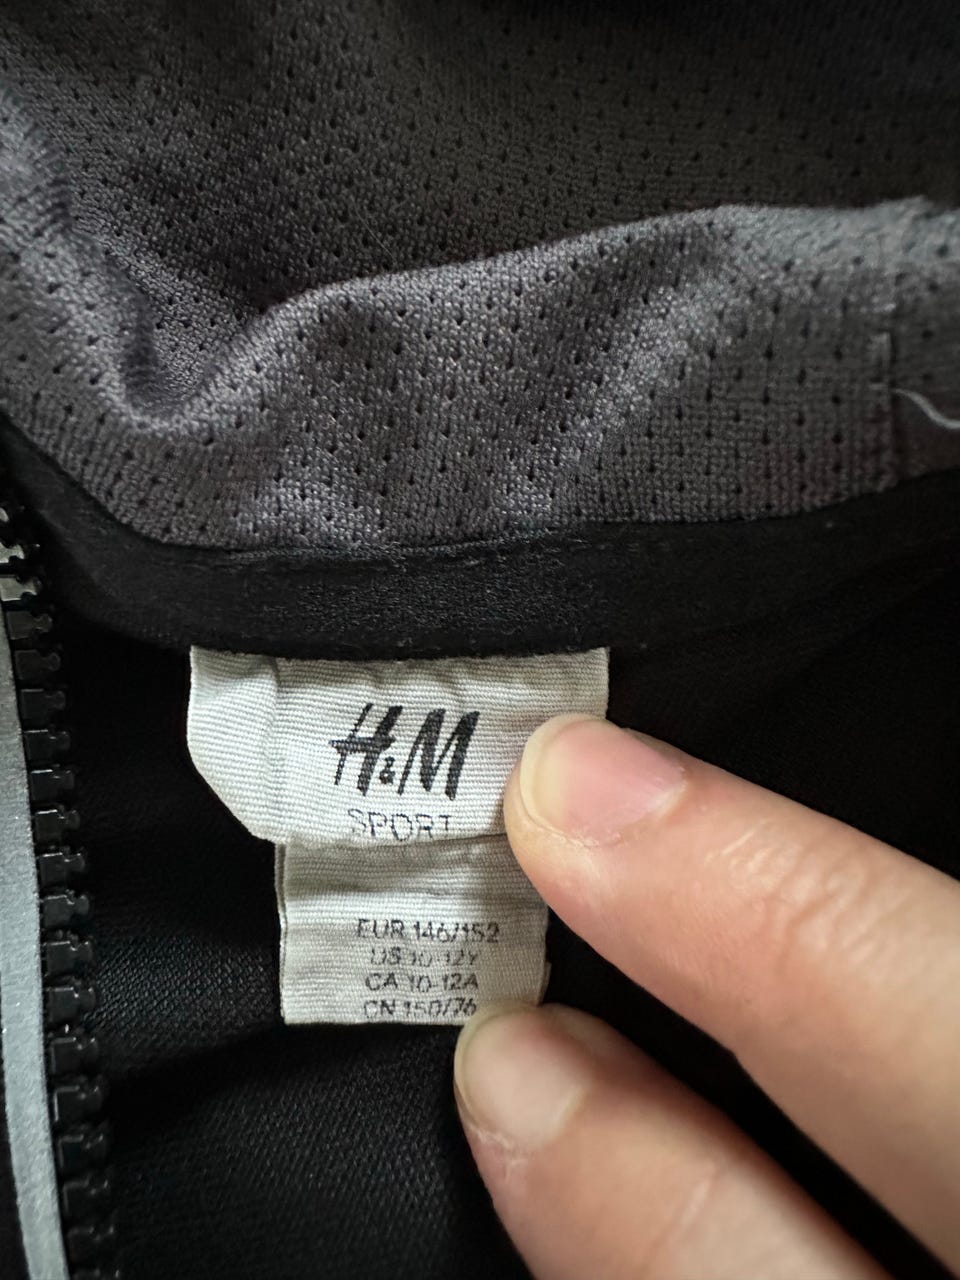 H&M
SPORT
EUR 146/152
US 10-12Y
CA 10-12A
CN 150/76